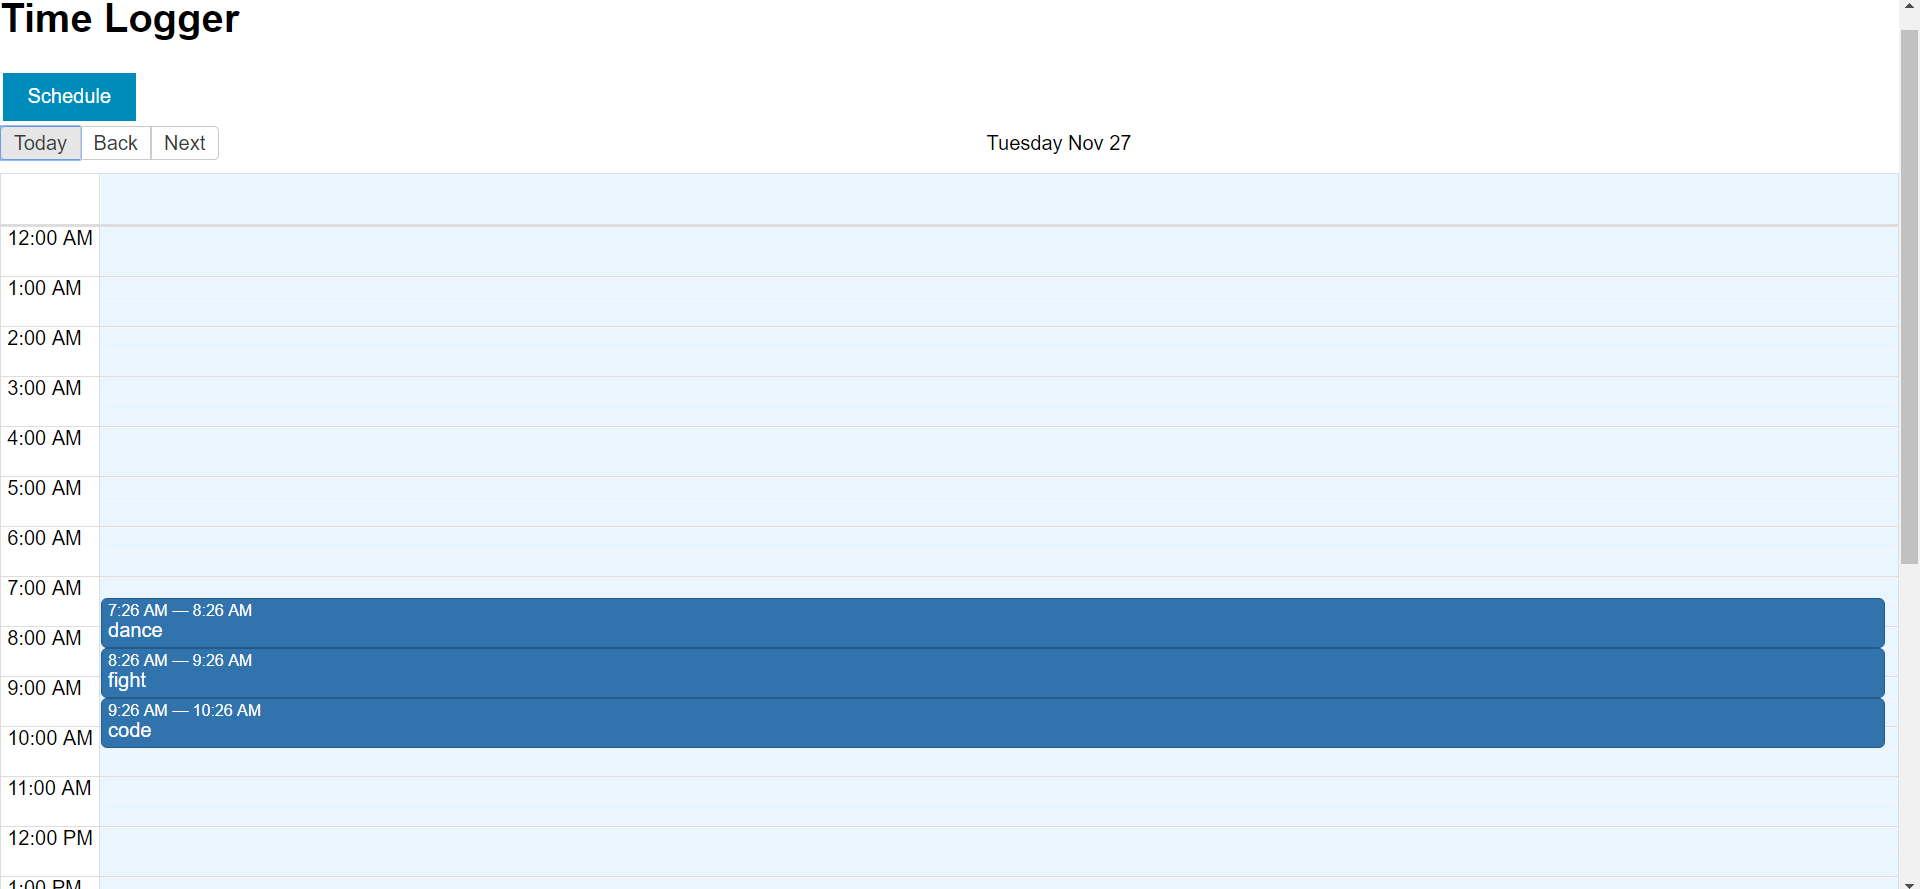 Time Logger
Schedule
Today Back Next Tuesday Nov 27
12:00 AM
1:00 AM
2:00 AM
3:00 AM
4:00 AM
5:00 AM
6:00 AM
7:00 AM
7:26 AM — 8:26 AM
dance
8:00 AM
8:26 AM — 9:26 AM
fight
9:00 AM
9:26 AM — 10:26 AM
code
10:00 AM
11:00 AM
12:00 PM
1:00 PM